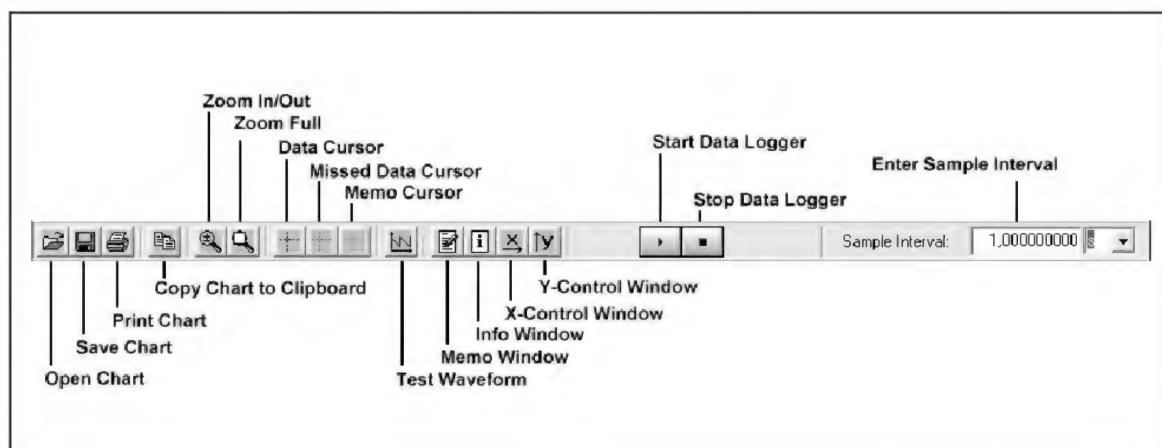 Zoom In/Out
Zoom Full
Data Cursor
Missed Data Cursor
Memo Cursor
Start Data Logger
Stop Data Logger
Enter Sample Interval
Sample Interval: 1,000000000 s
Y-Control Window
X-Control Window
Info Window
Memo Window
Test Waveform
Copy Chart to Clipboard
Print Chart
Save Chart
Open Chart